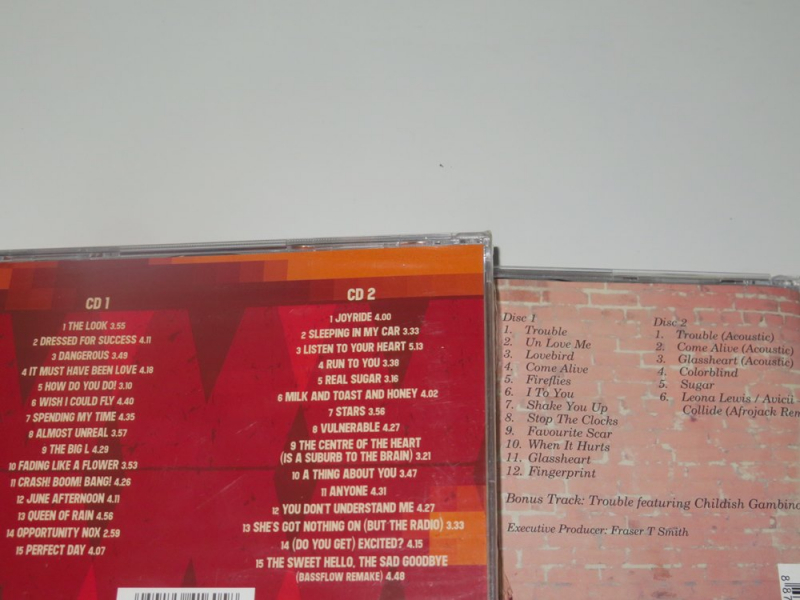 CD 1
1 THE LOOK 3.55
2 DRESSED FOR SUCCESS 4.11
3 DANGEROUS 3.49
4 IT MUST HAVE BEEN LOVE 4.18
5 HOW DO YOU DO! 3.10
6 WISH I COULD FLY 4.40
7 SPENDING MY TIME 4.35
8 ALMOST UNREAL 3.57
9 THE BIG L 4.29
10 FADING LIKE A FLOWER 3.53
11 CRASH! BOOM! BANG! 4.26
12 JUNE AFTERNOON 4.11
13 QUEEN OF RAIN 4.56
14 OPPORTUNITY NOX 2.59
15 PERFECT DAY 4.07
CD 2
1 JOYRIDE 4.00
2 SLEEPING IN MY CAR 3.33
3 LISTEN TO YOUR HEART 5.13
4 RUN TO YOU 3.38
5 REAL SUGAR 3.16
6 MILK AND TOAST AND HONEY 4.02
7 STARS 3.56
8 VULNERABLE 4.27
9 THE CENTRE OF THE HEART
(IS A SUBURB TO THE BRAIN) 3.21
10 A THING ABOUT YOU 3.47
11 ANYONE 4.31
12 YOU DON'T UNDERSTAND ME 4.27
13 SHE'S GOT NOTHING ON (BUT THE RADIO) 3.33
14 (DO YOU GET) EXCITED? 4.15
15 THE SWEET HELLO, THE SAD GOODBYE
(BASSFLOW REMAKE) 4.48
Disc 1
1. Trouble
2. Un Love Me
3. Lovebird
4. Come Alive
5. Fireflies
6. I To You
7. Shake You Up
8. Stop The Clocks
9. Favourite Scar
10. When It Hurts
11. Glassheart
12. Fingerprint
Disc 2
1. Trouble (Acoustic)
2. Come Alive (Acoustic)
3. Glassheart (Acoustic)
4. Colorblind
5. Sugar
6. Leona Lewis / Avicii -
Collide (Afrojack Rem
Bonus Track: Trouble featuring Childish Gambino
Executive Producer: Fraser T Smith